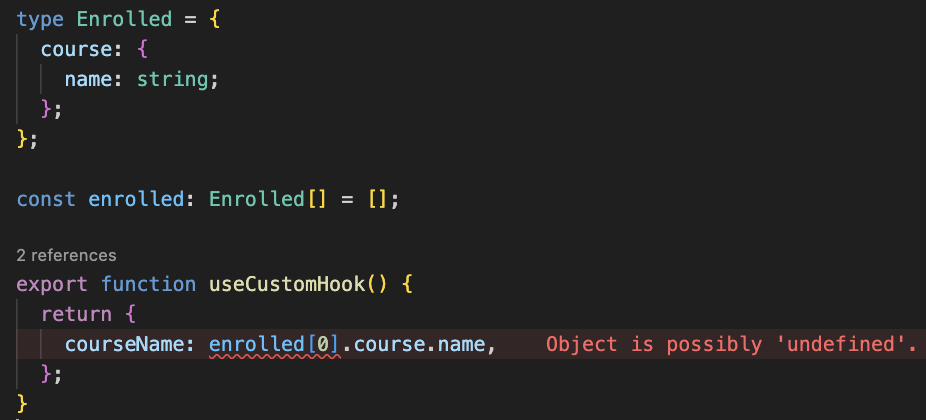 type Enrolled = {
  course: {
    name: string;
  };
};
const enrolled: Enrolled[] = [];
2 references
export function useCustomHook() {
  return {
    courseName: enrolled[0].course.name,    Object is possibly 'undefined'.
  };
}